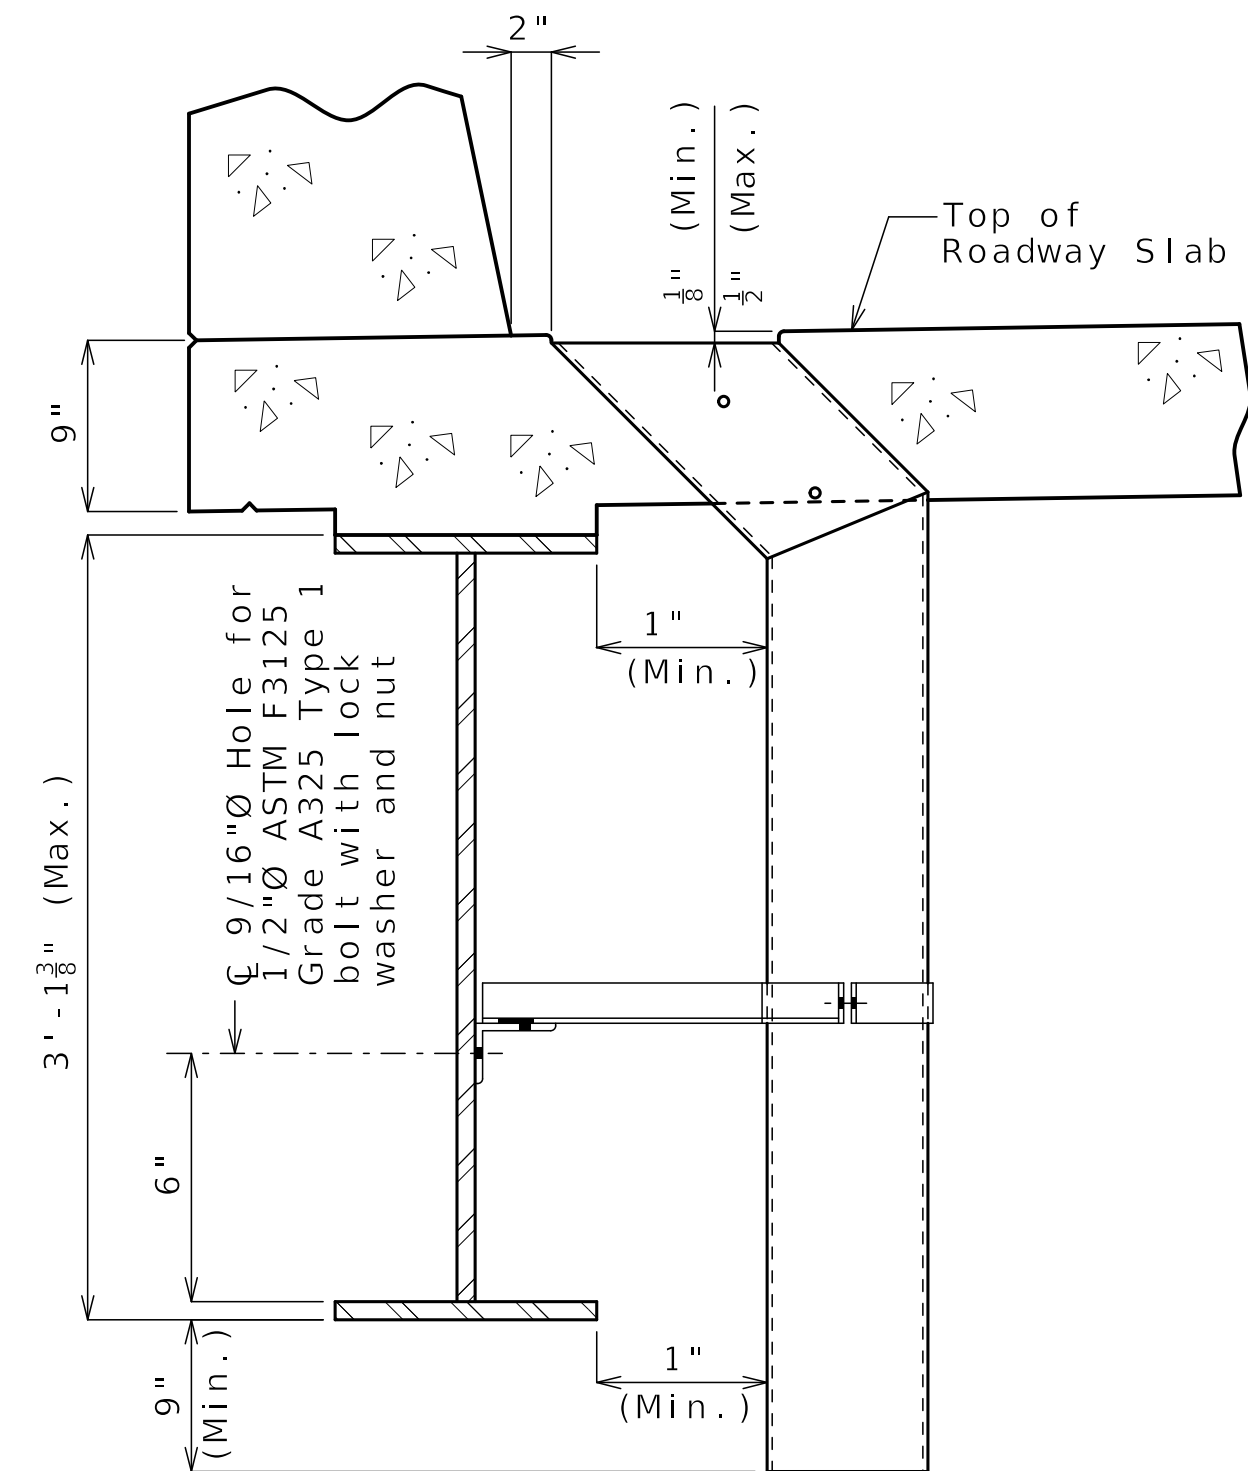 2"
(Min.)
(Max.)
1/8"
1/2"
Top of
Roadway Slab
9"
1"
(Min.)
℄ 9/16"Ø Hole for
1/2"Ø ASTM F3125
Grade A325 Type 1
bolt with lock
washer and nut
3'-1 3/8" (Max.)
6"
9"
(Min.)
1"
(Min.)